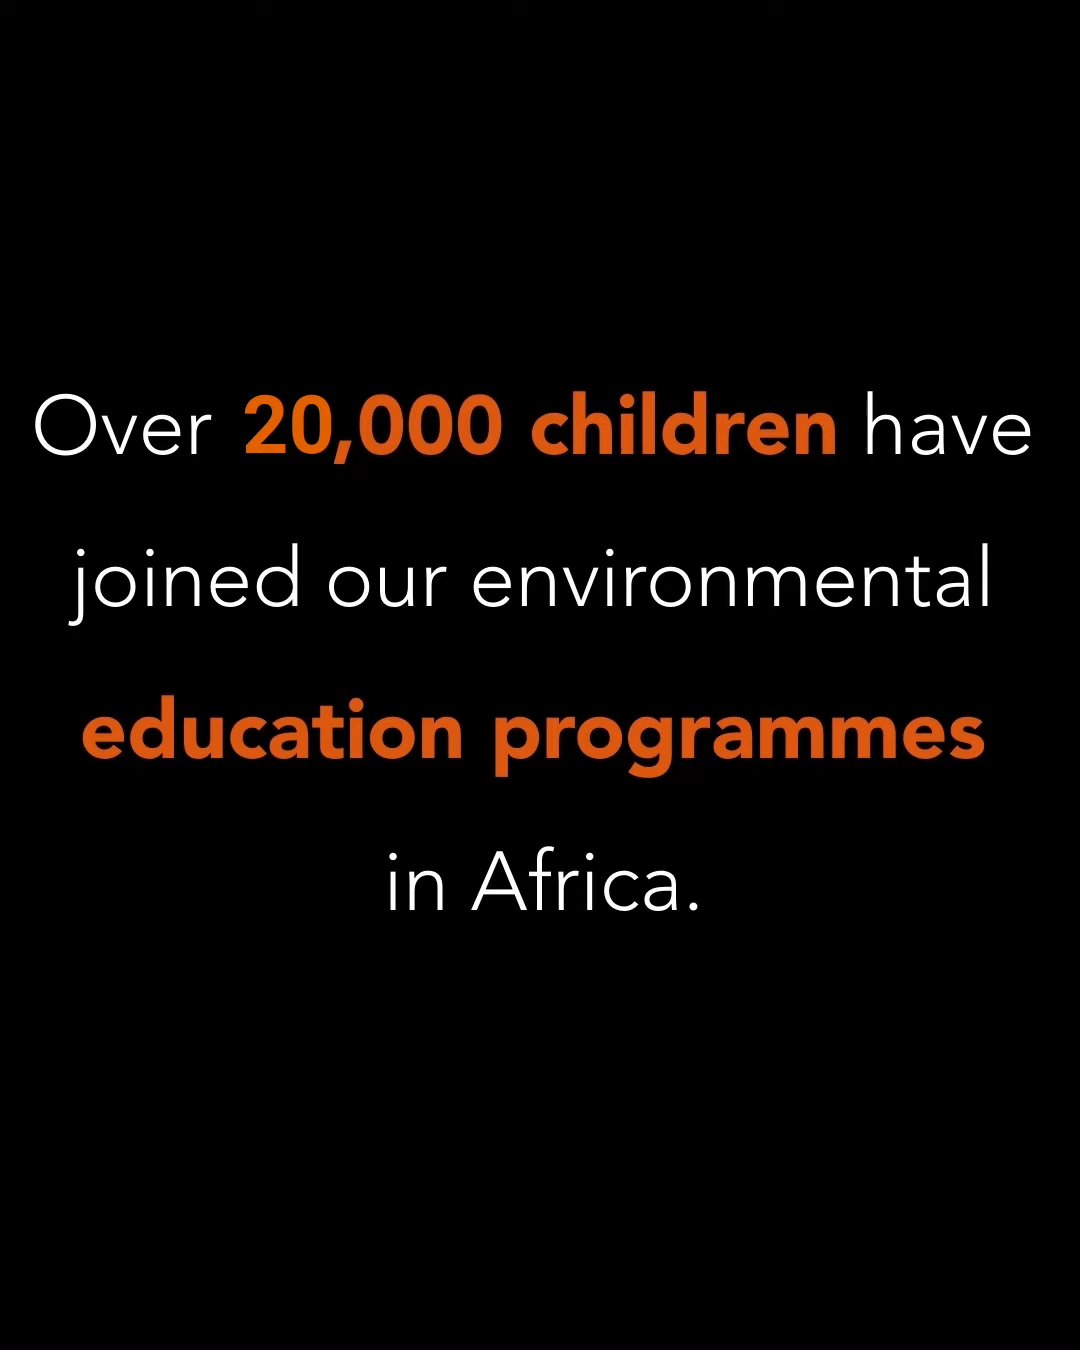 Over 20,000 children have
joined our environmental
education programmes
in Africa.